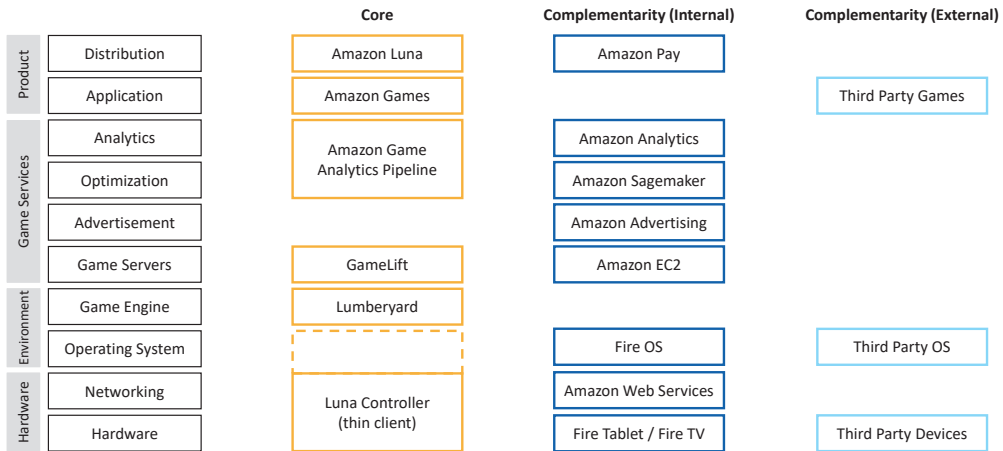 Core
Complementarity (Internal)
Complementarity (External)
Product
Distribution
Amazon Luna
Amazon Pay
Application
Amazon Games
Third Party Games
Game Services
Analytics
Amazon Game
Analytics Pipeline
Amazon Analytics
Optimization
Amazon Sagemaker
Advertisement
Amazon Advertising
Game Servers
GameLift
Amazon EC2
Environment
Game Engine
Lumberyard
Operating System
Fire OS
Third Party OS
Hardware
Networking
Luna Controller
(thin client)
Amazon Web Services
Hardware
Fire Tablet / Fire TV
Third Party Devices